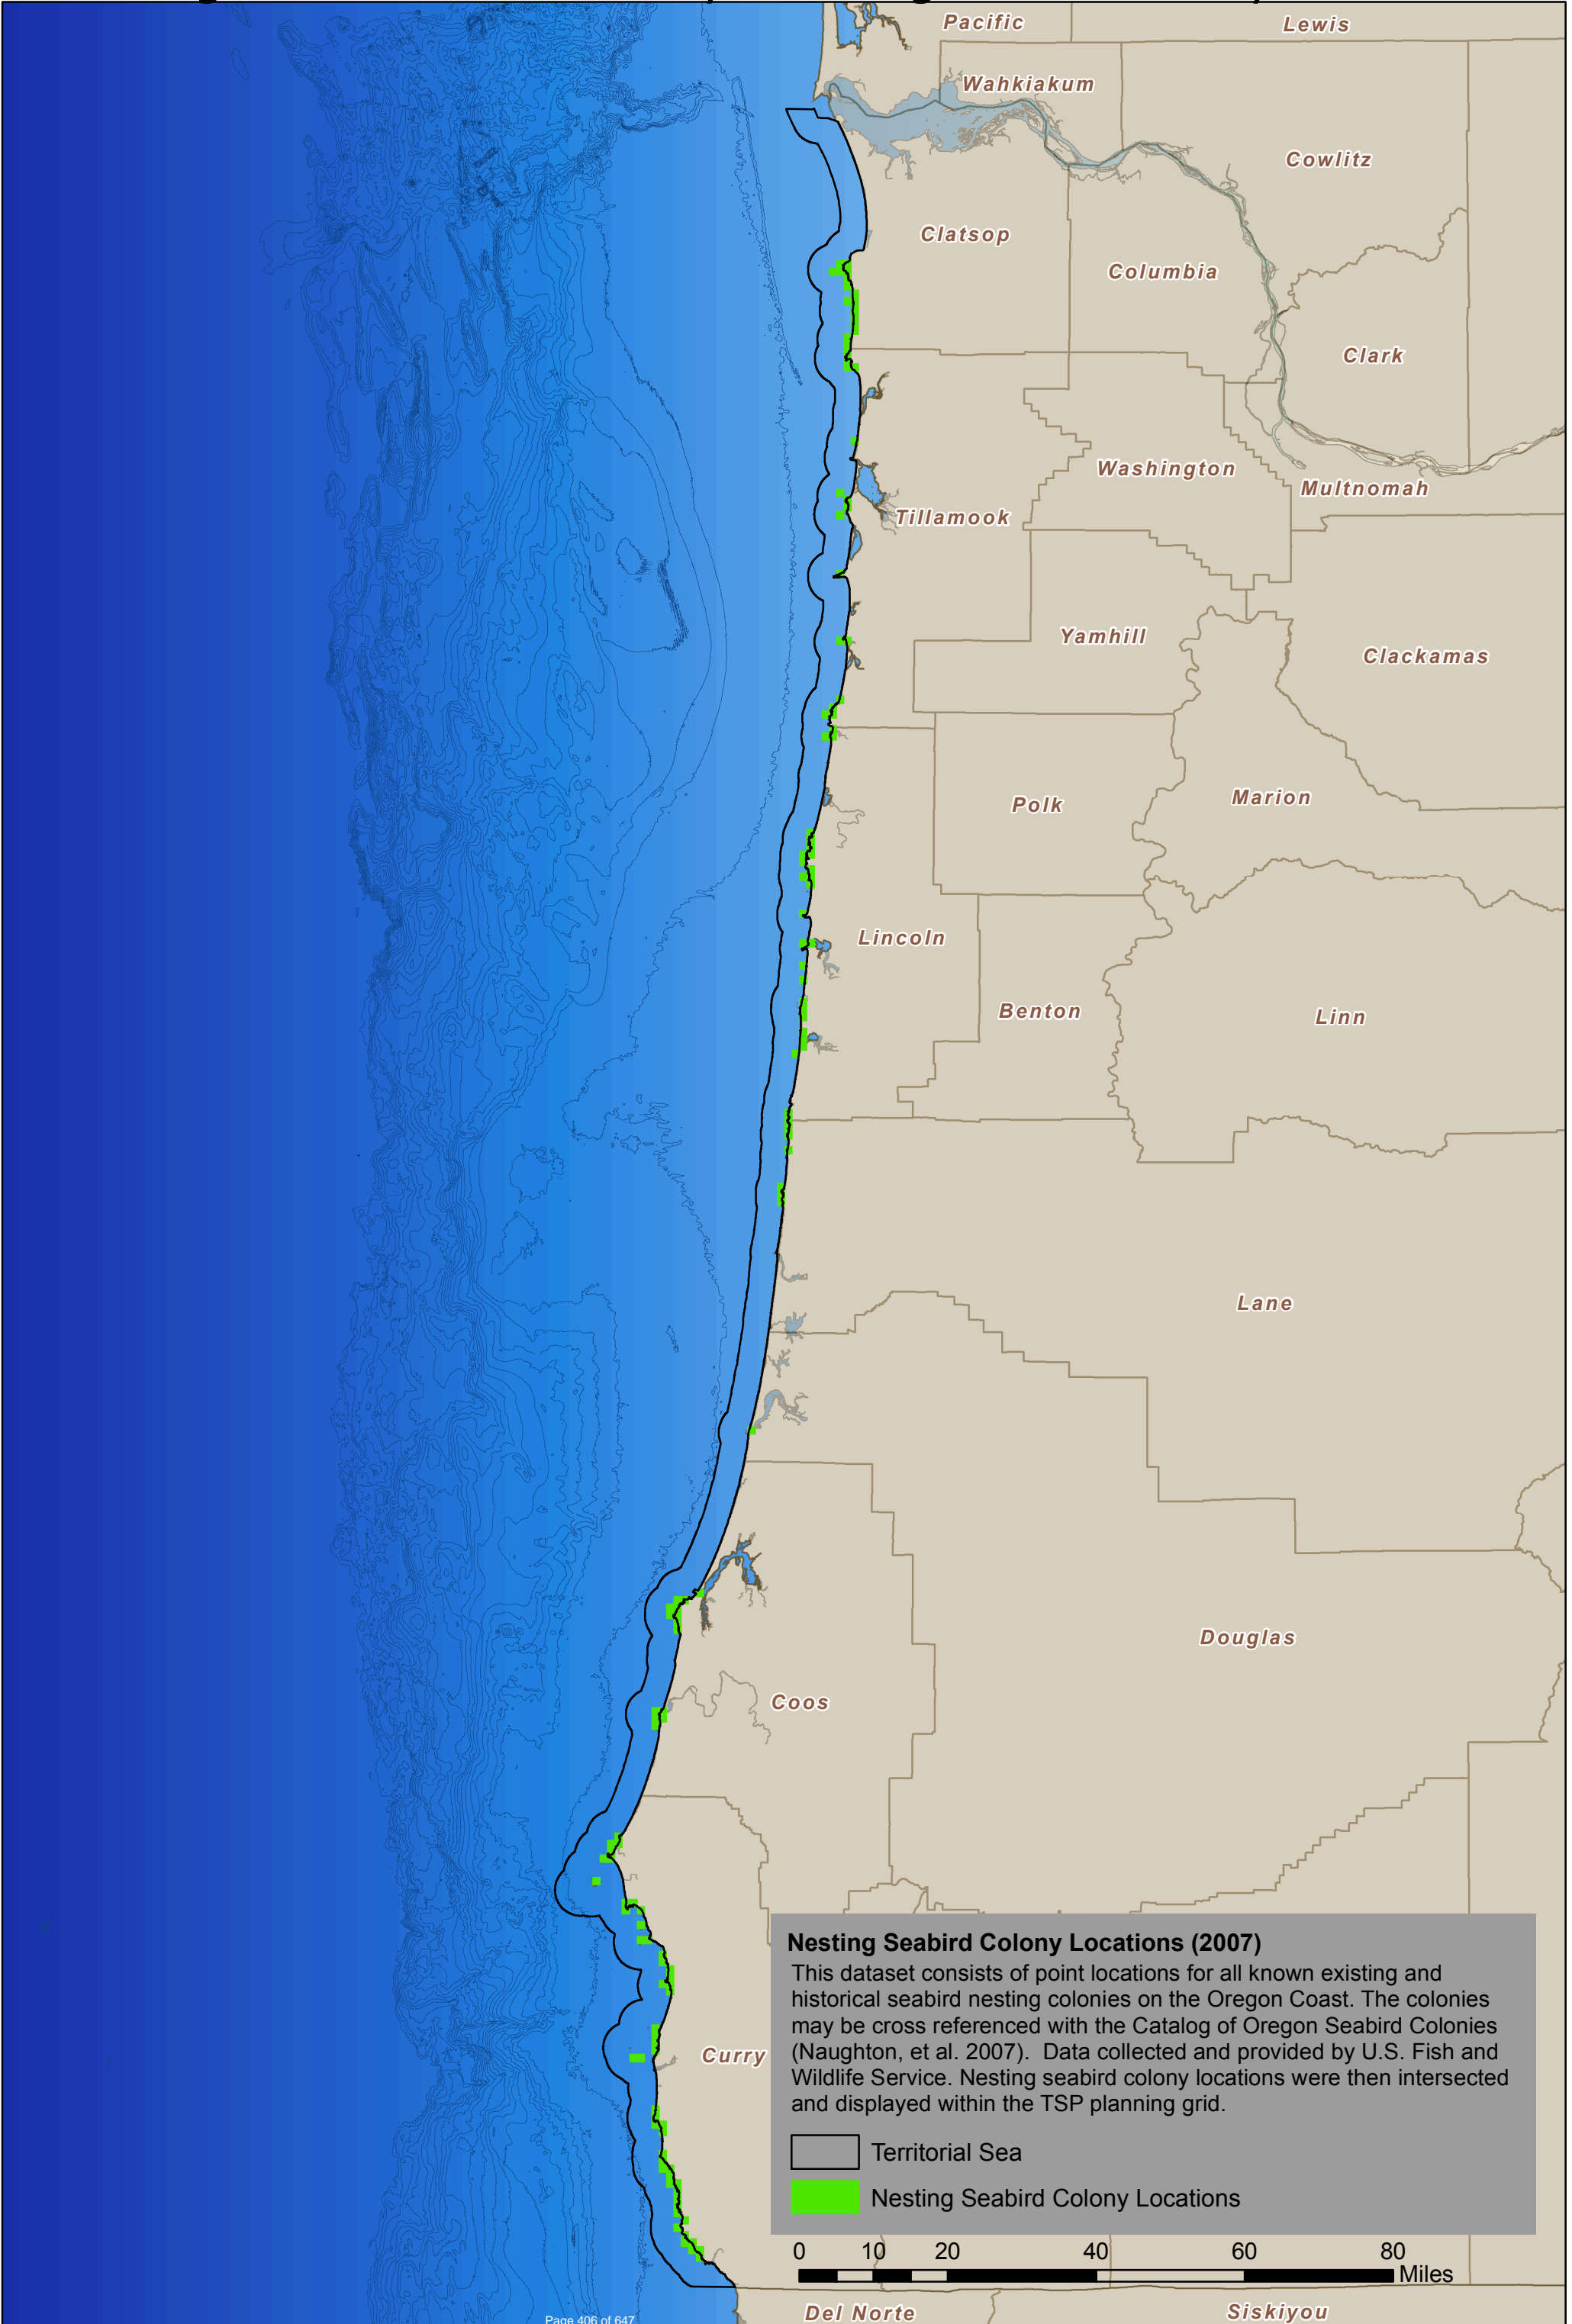 Pacific
Lewis
Wahkiakum
Cowlitz
Clatsop
Columbia
Clark
Washington
Multnomah
Tillamook
Yamhill
Clackamas
Polk
Marion
Lincoln
Benton
Linn
Lane
Douglas
Coos
Curry
Nesting Seabird Colony Locations (2007)
This dataset consists of point locations for all known existing and
historical seabird nesting colonies on the Oregon Coast. The colonies
may be cross referenced with the Catalog of Oregon Seabird Colonies
(Naughton, et al. 2007).  Data collected and provided by U.S. Fish and
Wildlife Service. Nesting seabird colony locations were then intersected
and displayed within the TSP planning grid.
Territorial Sea
Nesting Seabird Colony Locations
0 10 20 40 60 80
Miles
Del Norte
Siskiyou
Page 406 of 647